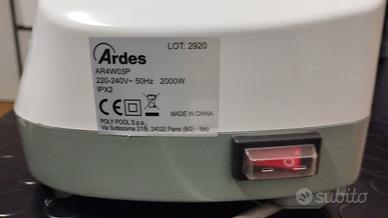 Ardes
LOT: 2920
AR4W03P
220-240V~ 50Hz 2000W
IPX2
CE
MADE IN CHINA
POLY POOL S.p.a.
Via Sottocorna 21/B, 24020 Parre (BG) - Italy
subito